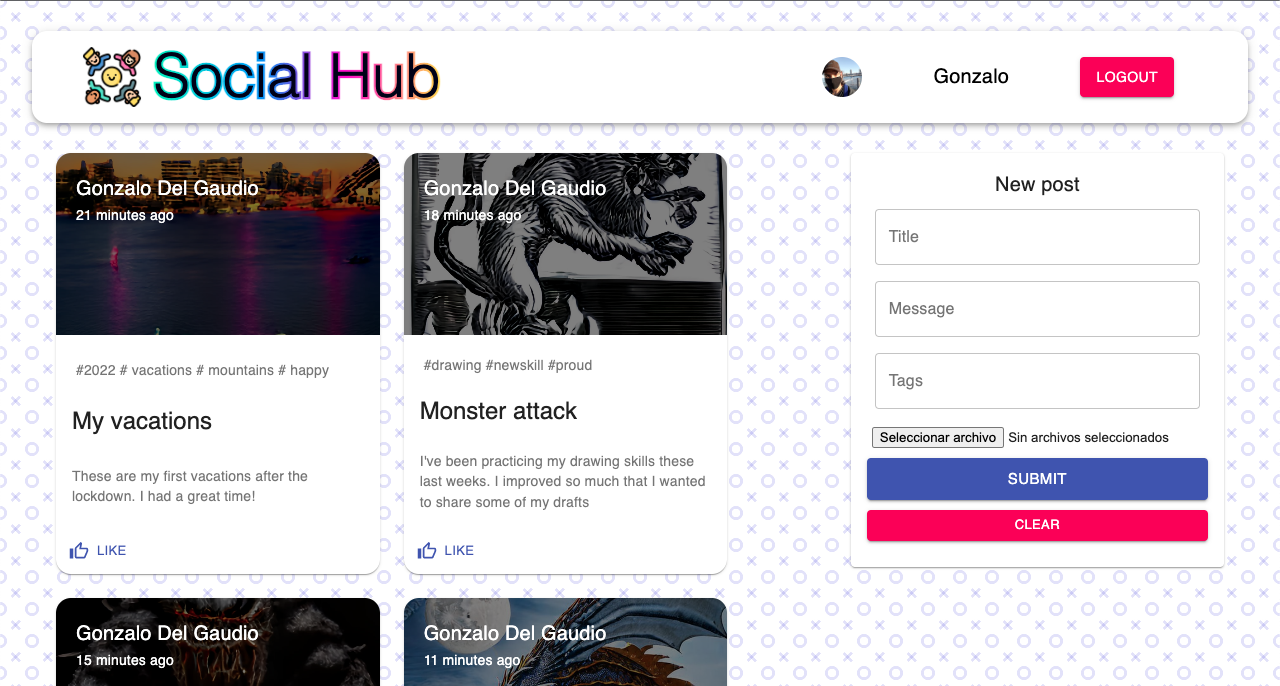 Social Hub
Gonzalo
LOGOUT
Gonzalo Del Gaudio
21 minutes ago
#2022 # vacations # mountains # happy
My vacations
These are my first vacations after the
lockdown. I had a great time!
LIKE
Gonzalo Del Gaudio
18 minutes ago
#drawing #newskill #proud
Monster attack
I've been practicing my drawing skills these
last weeks. I improved so much that I wanted
to share some of my drafts
LIKE
New post
Title
Message
Tags
Seleccionar archivo Sin archivos seleccionados
SUBMIT
CLEAR
Gonzalo Del Gaudio
15 minutes ago
Gonzalo Del Gaudio
11 minutes ago